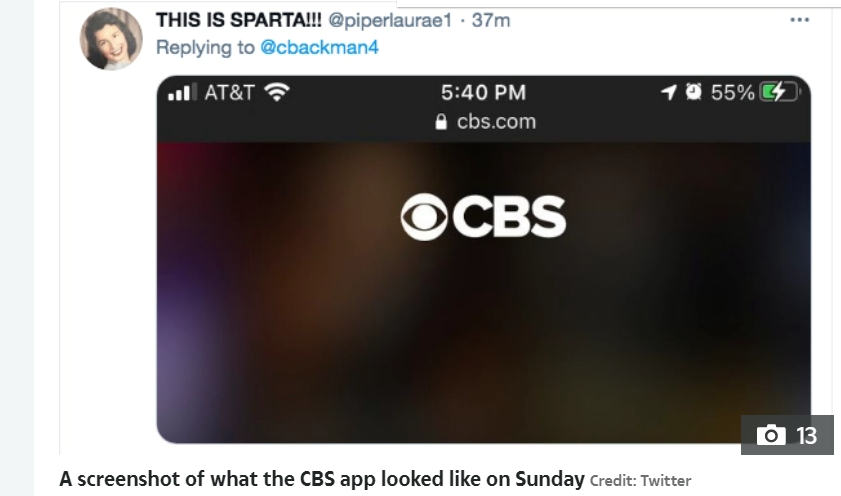 THIS IS SPARTA!!! @piperlaurae1 · 37m
Replying to @cbackman4
AT&T 5:40 PM 55%
cbs.com
CBS
13
A screenshot of what the CBS app looked like on Sunday Credit: Twitter